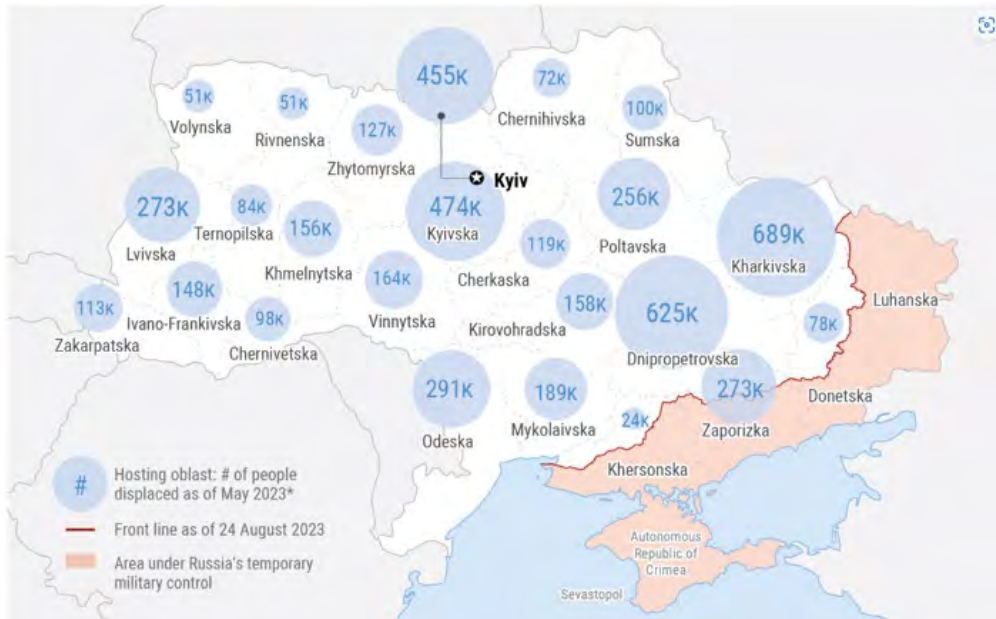 455K
72K
Chernihivska
51K
Volynska
51K
Rivnenska
127K
Zhytomyrska
100K
Sumska
Kyiv
273K
Lvivska
84K
Ternopilska
156K
Khmelnytska
474K
Kyivska
119K
Cherkaska
256K
Poltavska
689K
Kharkivska
113K
Zakarpatska
148K
Ivano-Frankivska
98K
Chernivetska
164K
Vinnytska
158K
Kirovohradska
625K
Dnipropetrovska
78K
Luhanska
Donetska
291K
Odeska
189K
Mykolaivska
24K
Khersonska
273K
Zaporizka
Autonomous
Republic of
Crimea
Sevastopol
#
Hosting oblast: # of people
displaced as of May 2023*
Front line as of 24 August 2023
Area under Russia's temporary
military control